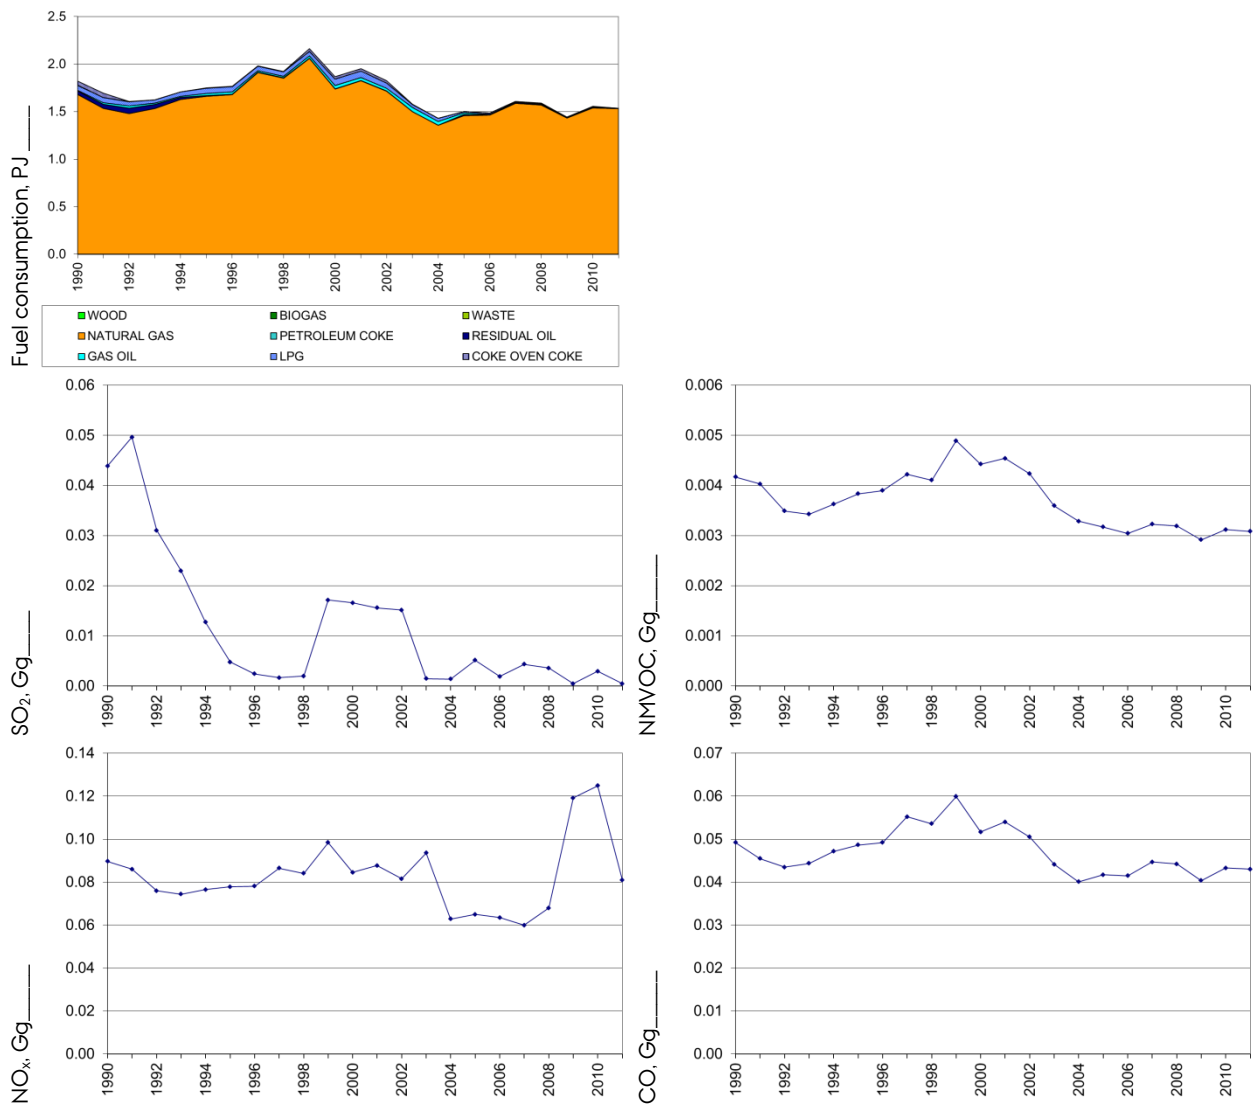 Fuel consumption, PJ ____
2.5
2.0
1.5
1.0
0.5
0.0
1990 1992 1994 1996 1998 2000 2002 2004 2006 2008 2010
WOOD BIOGAS WASTE
NATURAL GAS PETROLEUM COKE RESIDUAL OIL
GAS OIL LPG COKE OVEN COKE
SO₂, Gg____
0.06
0.05
0.04
0.03
0.02
0.01
0.00
1990 1992 1994 1996 1998 2000 2002 2004 2006 2008 2010
NMVOC, Gg_____
0.006
0.005
0.004
0.003
0.002
0.001
0.000
1990 1992 1994 1996 1998 2000 2002 2004 2006 2008 2010
NOₓ, Gg_____
0.14
0.12
0.10
0.08
0.06
0.04
0.02
0.00
1990 1992 1994 1996 1998 2000 2002 2004 2006 2008 2010
CO, Gg_____
0.07
0.06
0.05
0.04
0.03
0.02
0.01
0.00
1990 1992 1994 1996 1998 2000 2002 2004 2006 2008 2010